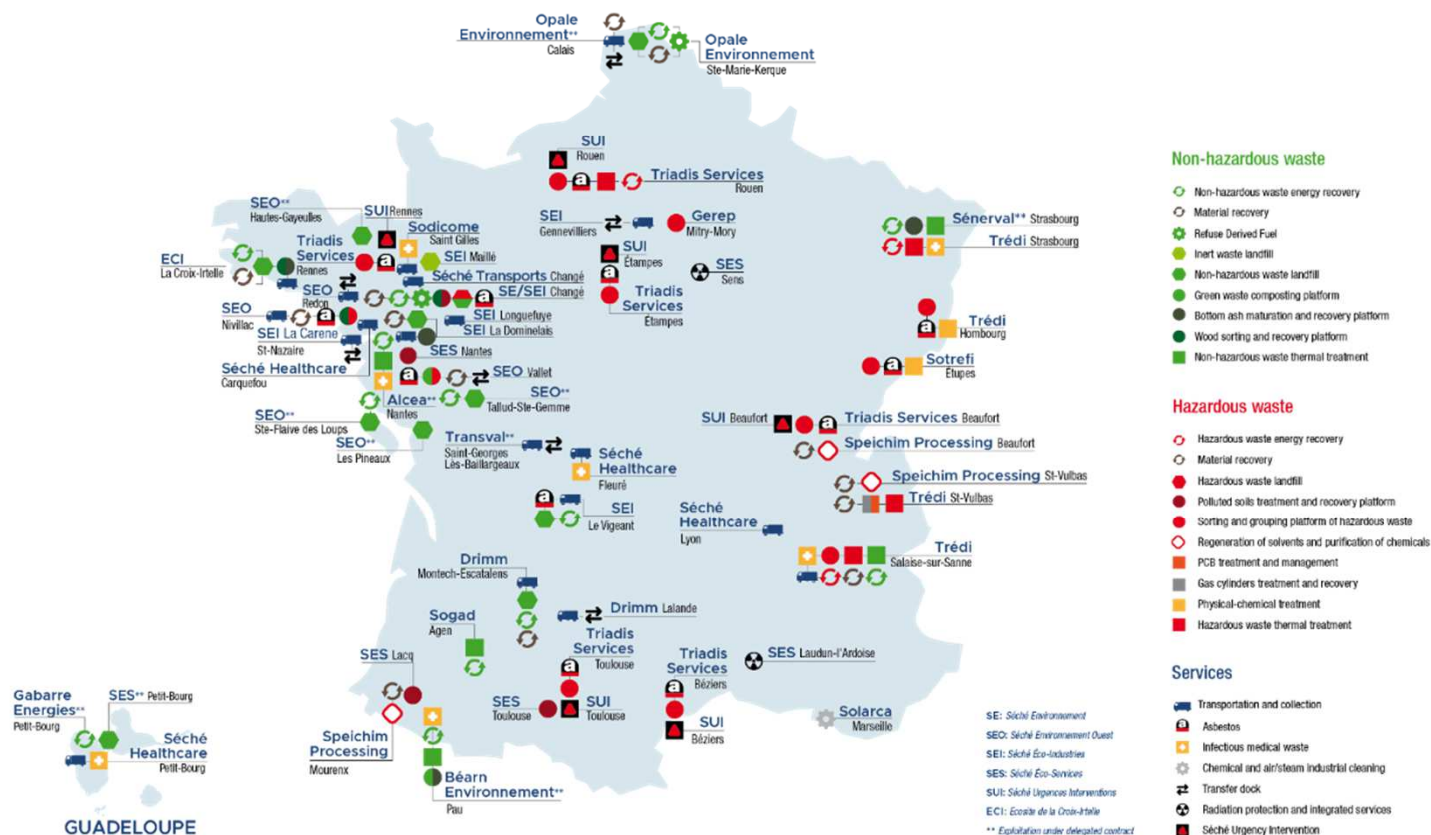 Opale
Environnement**
Calais
Opale
Environnement
Ste-Marie-Kerque
SUI
Rouen
Triadis Services
Rouen
SEI
Gennevilliers
Gerep
Mitry-Mory
SUI
Étampes
SES
Sens
Triadis
Services
Étampes
Sénerval** Strasbourg
Trédi Strasbourg
Trédi
Hombourg
Sotrefi
Étupes
SEO**
Hautes-Gayeulles
SUI Rennes
Sodicome
Saint Gilles
Triadis
Services
Rennes
SEI Maillé
ECI
La Croix-Irtelle
Séché Transports Changé
SE/SEI Changé
SEO
Redon
SEO
Nivillac
SEI Longuefuye
SEI La Dominelais
SEI La Carene
St-Nazaire
SES Nantes
Séché Healthcare
Carquefou
SEO Vallet
Alcea**
Nantes
SEO**
Tallud-Ste-Gemme
SEO**
Ste-Flaive des Loups
SEO**
Les Pineaux
Transval**
Saint-Georges
Lès-Baillargeaux
Séché
Healthcare
Fleuré
SEI
Le Vigeant
SUI Beaufort
Triadis Services Beaufort
Speichim Processing Beaufort
Speichim Processing St-Vulbas
Trédi St-Vulbas
Séché
Healthcare
Lyon
Trédi
Salaise-sur-Sanne
Drimm
Montech-Escatalens
Drimm Lalande
Sogad
Agen
Triadis
Services
Toulouse
SES Lacq
SES
Toulouse
SUI
Toulouse
Triadis
Services
Béziers
SUI
Béziers
SES Laudun-l'Ardoise
Solarca
Marseille
Speichim
Processing
Mourenx
Béarn
Environnement**
Pau
Gabarre
Energies**
Petit-Bourg
SES** Petit-Bourg
Séché
Healthcare
Petit-Bourg
GUADELOUPE
Non-hazardous waste
Non-hazardous waste energy recovery
Material recovery
Refuse Derived Fuel
Inert waste landfill
Non-hazardous waste landfill
Green waste composting platform
Bottom ash maturation and recovery platform
Wood sorting and recovery platform
Non-hazardous waste thermal treatment
Hazardous waste
Hazardous waste energy recovery
Material recovery
Hazardous waste landfill
Polluted soils treatment and recovery platform
Sorting and grouping platform of hazardous waste
Regeneration of solvents and purification of chemicals
PCB treatment and management
Gas cylinders treatment and recovery
Physical-chemical treatment
Hazardous waste thermal treatment
Services
Transportation and collection
Asbestos
Infectious medical waste
Chemical and air/steam industrial cleaning
Transfer dock
Radiation protection and integrated services
Séché Urgency Intervention
SE: Séché Environnement
SEO: Séché Environnement Ouest
SEI: Séché Éco-Industries
SES: Séché Éco-Services
SUI: Séché Urgences Interventions
ECI: Ecosite de la Croix-Irtelle
** Exploitation under delegated contract